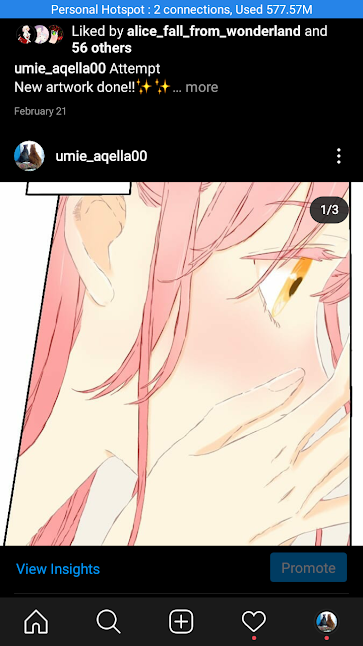 Personal Hotspot : 2 connections, Used 577.57M
Liked by alice_fall_from_wonderland and
56 others
umie_aqella00 Attempt
New artwork done!!✨✨... more
February 21
umie_aqella00
1/3
View Insights
Promote